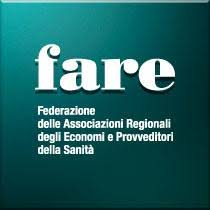 fare
Federazione
delle Associazioni Regionali
degli Economi e Provveditori
della Sanità